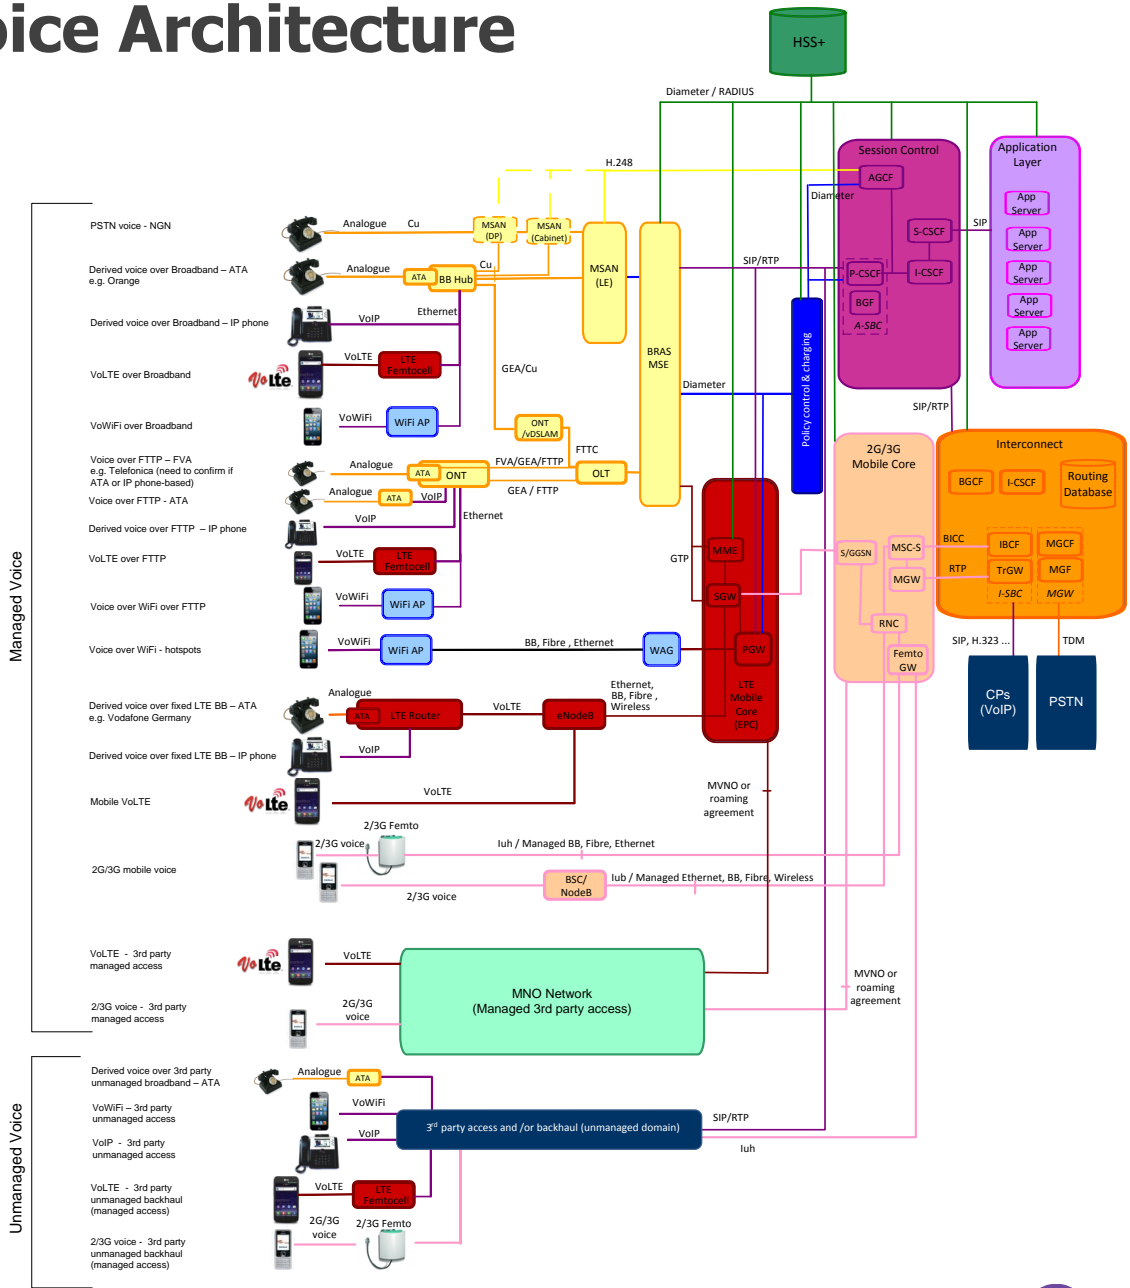 oice Architecture
HSS+
Diameter / RADIUS
Session Control
Application
Layer
H.248
AGCF
Diameter
App
Server
S-CSCF
SIP
App
Server
SIP/RTP
P-CSCF
I-CSCF
App
Server
BGF
A-SBC
App
Server
App
Server
Managed Voice
PSTN voice - NGN
Analogue
Cu
MSAN
(DP)
MSAN
(Cabinet)
MSAN
(LE)
Derived voice over Broadband – ATA
e.g. Orange
Analogue
ATA
BB Hub
Cu
Derived voice over Broadband – IP phone
VoIP
Ethernet
BRAS
MSE
Policy control & charging
VoLTE over Broadband
VoLTE
VoLTE
LTE
Femtocell
GEA/Cu
Diameter
SIP/RTP
VoWiFi over Broadband
VoWiFi
WiFi AP
ONT
/vDSLAM
FTTC
2G/3G
Mobile Core
Interconnect
Voice over FTTP – FVA
e.g. Telefonica (need to confirm if
ATA or IP phone-based)
Analogue
ATA
ONT
FVA/GEA/FTTP
OLT
GEA / FTTP
BGCF
I-CSCF
Routing
Database
Voice over FTTP - ATA
Analogue
ATA
VoIP
Derived voice over FTTP – IP phone
VoIP
Ethernet
VoLTE over FTTP
VoLTE
LTE
Femtocell
GTP
MME
S/GGSN
MSC-S
BICC
IBCF
MGCF
MGW
RTP
TrGW
MGF
I-SBC
MGW
Voice over WiFi over FTTP
VoWiFi
WiFi AP
SGW
RNC
Voice over WiFi - hotspots
VoWiFi
WiFi AP
BB, Fibre , Ethernet
WAG
PGW
Femto
GW
SIP, H.323 ...
TDM
LTE
Mobile
Core
(EPC)
CPs
(VoIP)
PSTN
Derived voice over fixed LTE BB – ATA
e.g. Vodafone Germany
Analogue
ATA
LTE Router
VoLTE
eNodeB
Ethernet,
BB, Fibre ,
Wireless
Derived voice over fixed LTE BB – IP phone
VoIP
Mobile VoLTE
VoLTE
VoLTE
MVNO or
roaming
agreement
2G/3G mobile voice
2/3G voice
2/3G Femto
Iuh / Managed BB, Fibre, Ethernet
2/3G voice
BSC/
NodeB
Iub / Managed Ethernet, BB, Fibre, Wireless
VoLTE - 3rd party
managed access
VoLTE
VoLTE
MNO Network
(Managed 3rd party access)
MVNO or
roaming
agreement
2/3G voice - 3rd party
managed access
2G/3G
voice
Unmanaged Voice
Derived voice over 3rd party
unmanaged broadband – ATA
Analogue
ATA
VoWiFi – 3rd party
unmanaged access
VoWiFi
3rd party access and /or backhaul (unmanaged domain)
SIP/RTP
VoIP - 3rd party
unmanaged access
VoIP
Iuh
VoLTE - 3rd party
unmanaged backhaul
(managed access)
VoLTE
LTE
Femtocell
2/3G voice - 3rd party
unmanaged backhaul
(managed access)
2G/3G
voice
2/3G Femto